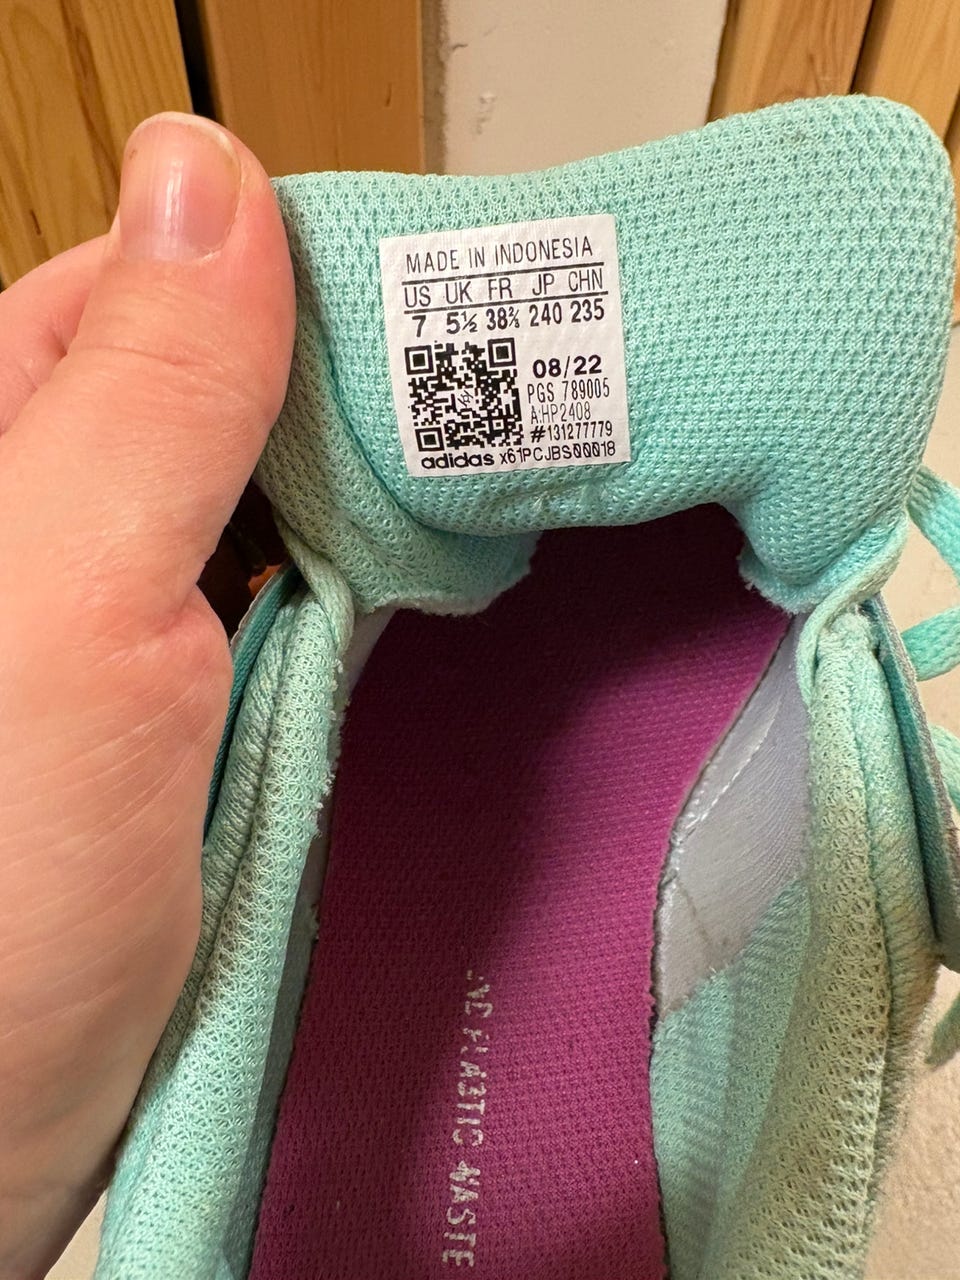 MADE IN INDONESIA
US UK FR JP CHN
7 5½ 38⅔ 240 235
08/22
PGS 789005
A:HP2408
#131277779
adidas x61PCJBS00018
PLASTIC WASTE